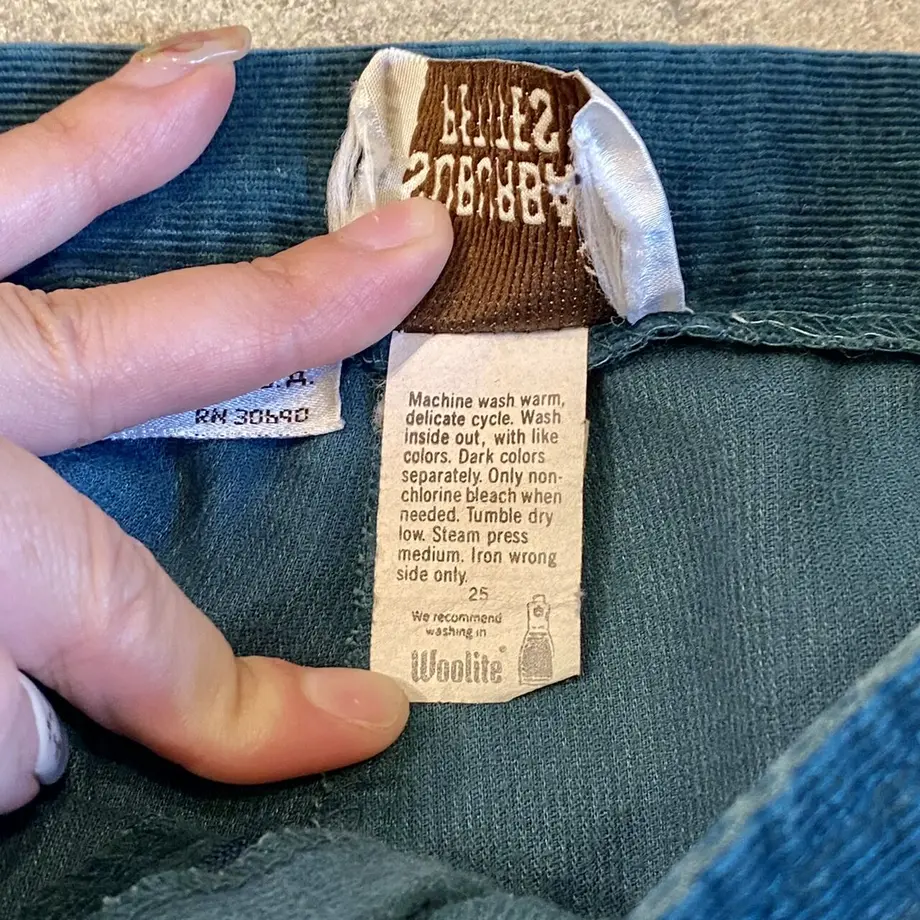 SUBURBA
PETITES
RN 30690
Machine wash warm,
delicate cycle. Wash
inside out, with like
colors. Dark colors
separately. Only non-
chlorine bleach when
needed. Tumble dry
low. Steam press
medium. Iron wrong
side only.
25
We recommend
washing in
Woolite®